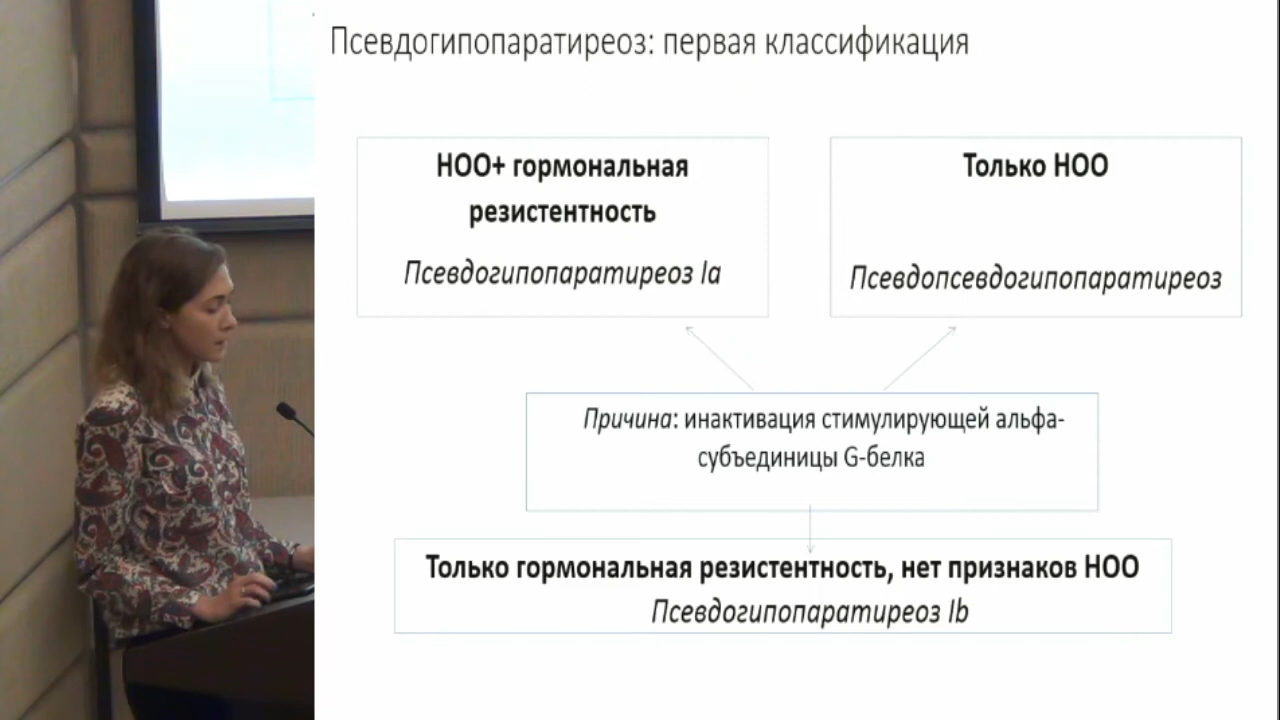 Псевдогипопаратиреоз: первая классификация
НОО+ гормональная
резистентность
Псевдогипопаратиреоз Ia
Только НОО
Псевдопсевдогипопаратиреоз
Причина: инактивация стимулирующей альфа-
субъединицы G-белка
Только гормональная резистентность, нет признаков НОО
Псевдогипопаратиреоз Ib